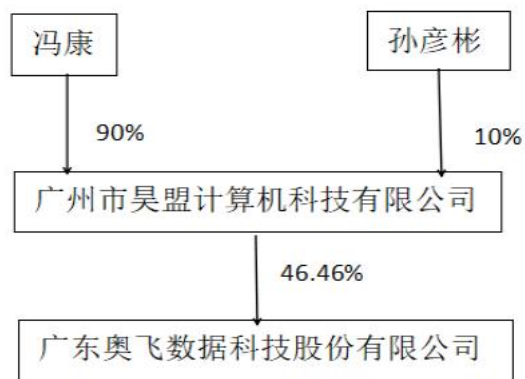 冯康
孙彦彬
90%
10%
广州市昊盟计算机科技有限公司
46.46%
广东奥飞数据科技股份有限公司